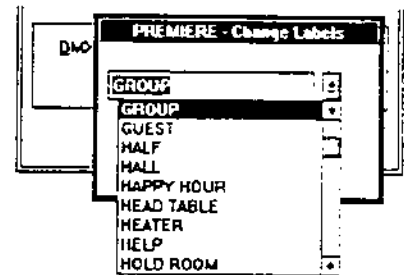 PREMIERE - Change Labels
GROUP
GROUP
GUEST
HALF
HALL
HAPPY HOUR
HEAD TABLE
HEATER
HELP
HOLD ROOM